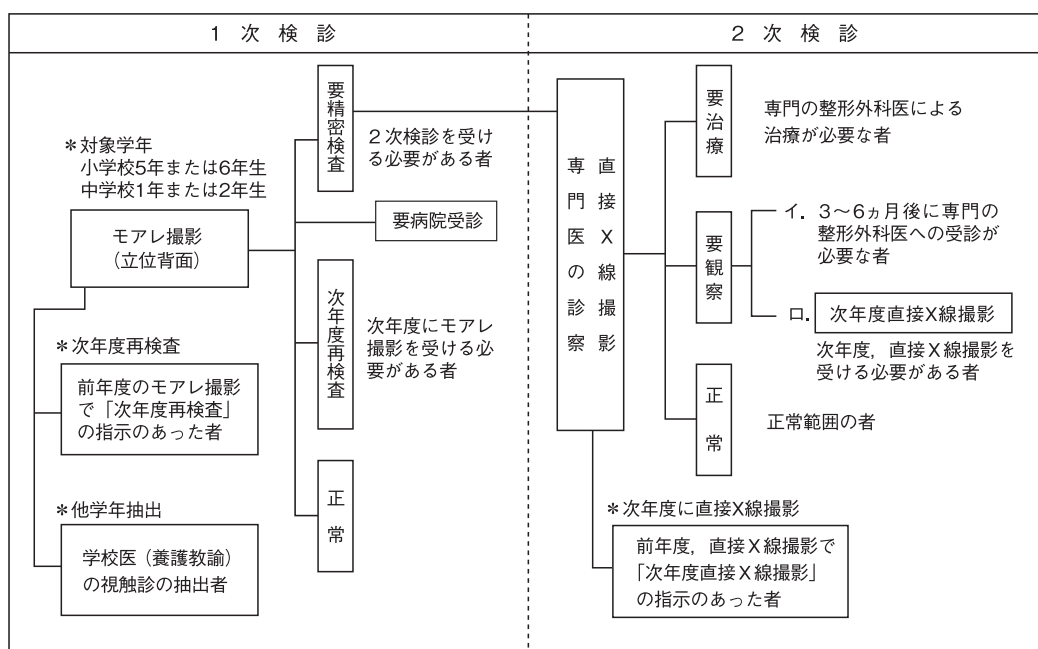 1次検診
＊対象学年
小学校5年または6年生
中学校1年または2年生
モアレ撮影
（立位背面）
＊次年度再検査
前年度のモアレ撮影
で「次年度再検査」
の指示のあった者
＊他学年抽出
学校医（養護教諭）
の視触診の抽出者
要精密検査
2次検診を受け
る必要がある者
要病院受診
次年度再検査
次年度にモアレ
撮影を受ける必
要がある者
正常
2次検診
直接X線撮影
専門医の診察
要治療
専門の整形外科医による
治療が必要な者
要観察
イ．3〜6ヵ月後に専門の
整形外科医への受診が
必要な者
ロ．次年度直接X線撮影
次年度，直接X線撮影を
受ける必要がある者
正常
正常範囲の者
＊次年度に直接X線撮影
前年度，直接X線撮影で
「次年度直接X線撮影」
の指示のあった者